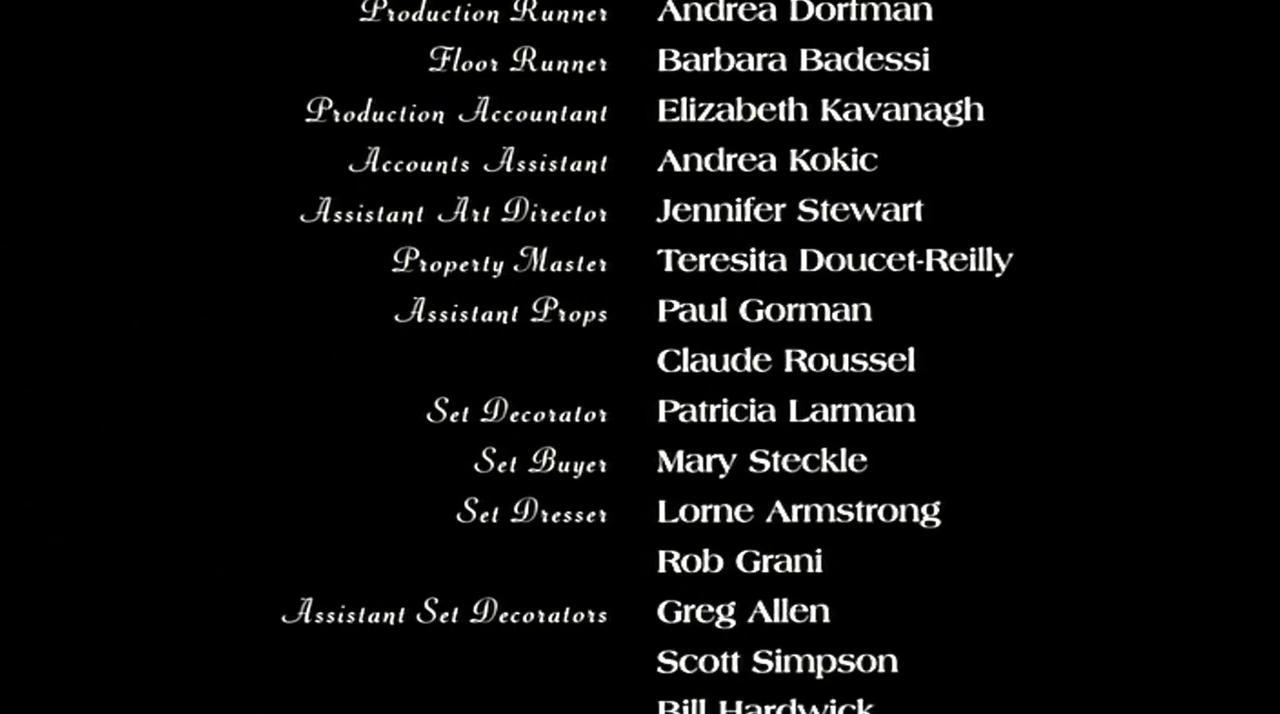 Production Runner Andrea Dorfman
Floor Runner Barbara Badessi
Production Accountant Elizabeth Kavanagh
Accounts Assistant Andrea Kokic
Assistant Art Director Jennifer Stewart
Property Master Teresita Doucet-Reilly
Assistant Props Paul Gorman
Claude Roussel
Set Decorator Patricia Larman
Set Buyer Mary Steckle
Set Dresser Lorne Armstrong
Rob Grani
Assistant Set Decorators Greg Allen
Scott Simpson
Bill Hardwick